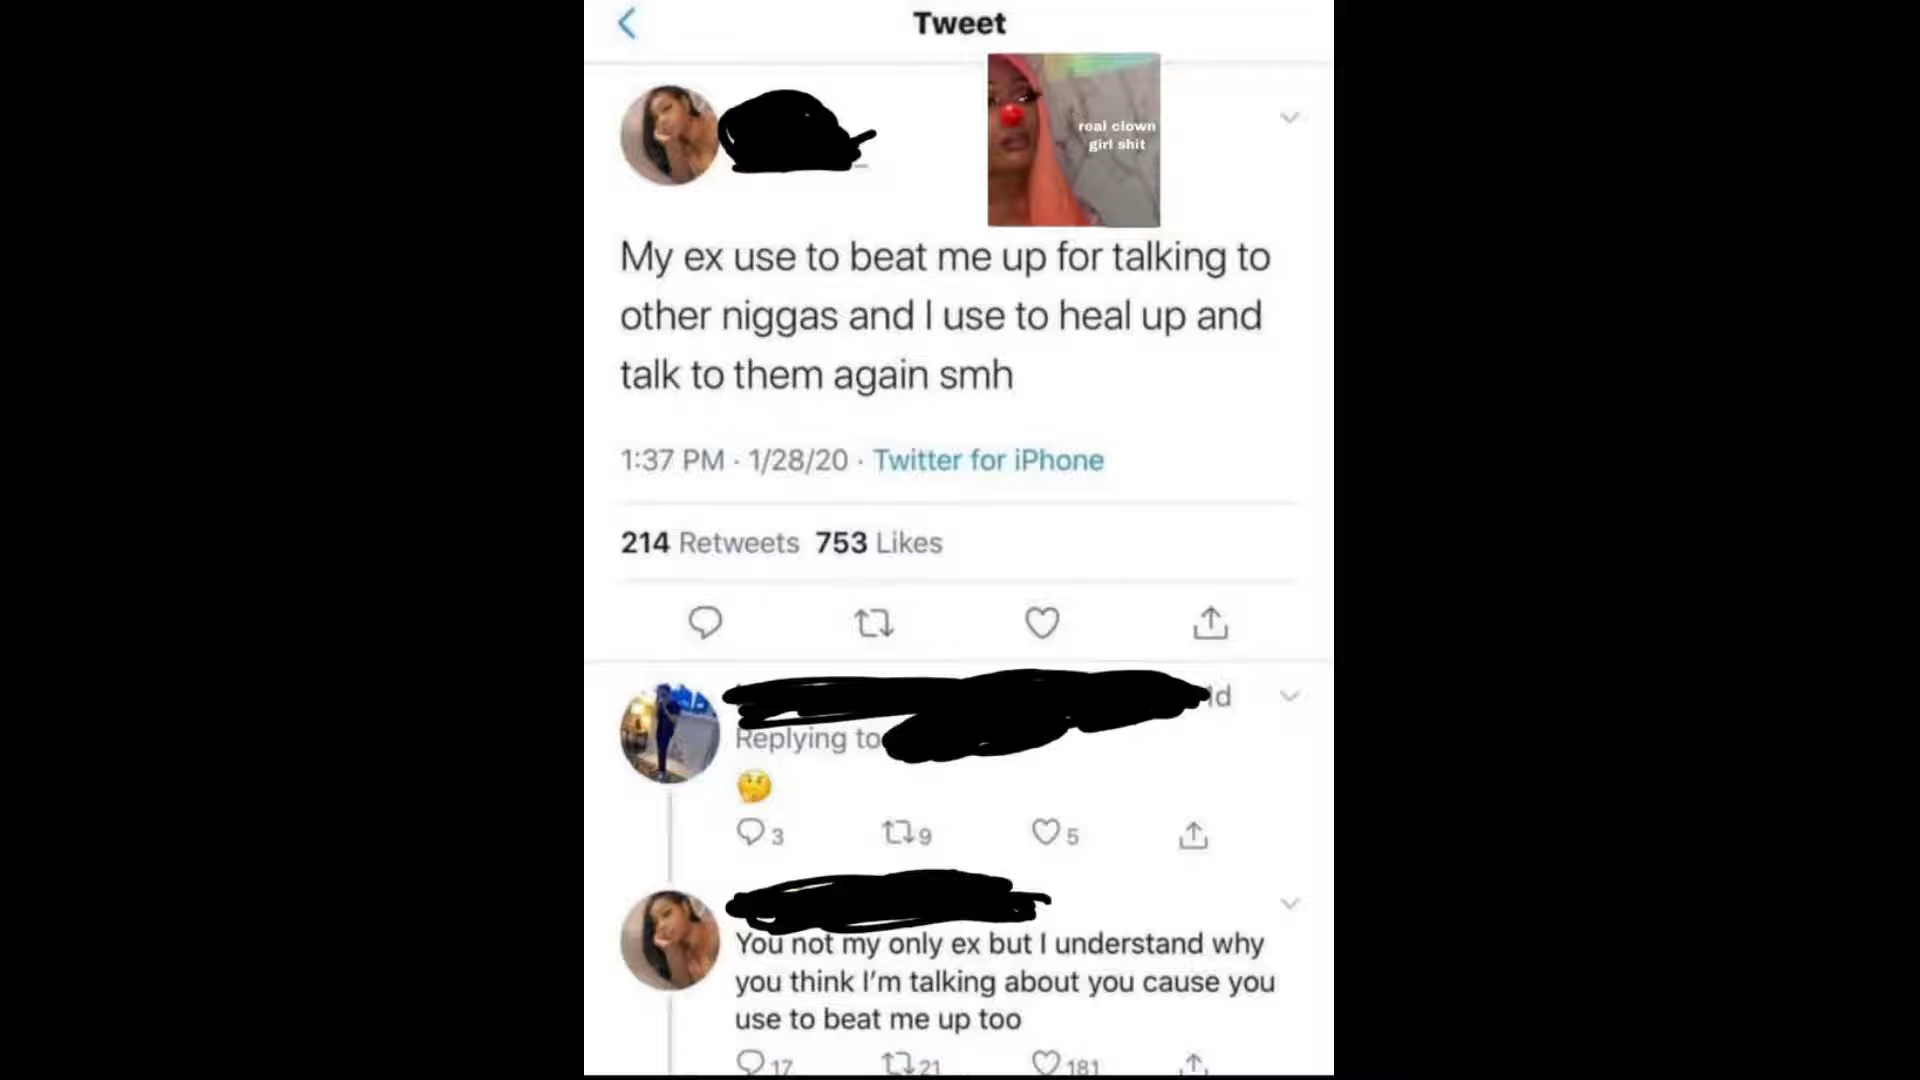 Tweet
real clown
girl shit
My ex use to beat me up for talking to
other niggas and I use to heal up and
talk to them again smh
1:37 PM · 1/28/20 · Twitter for iPhone
214 Retweets 753 Likes
ld
Replying to
3 9 5
You not my only ex but I understand why
you think I'm talking about you cause you
use to beat me up too
17 21 181